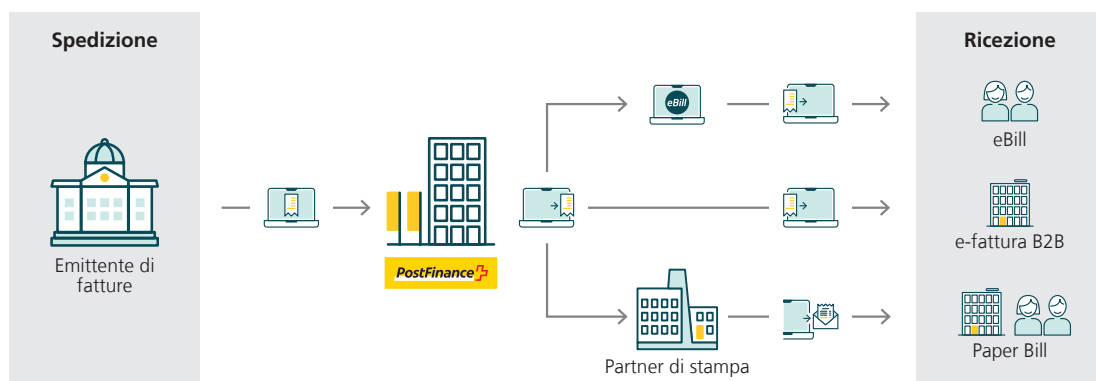 Spedizione
Ricezione
eBill
eBill
Emittente di
fatture
PostFinance
e-fattura B2B
Partner di stampa
Paper Bill